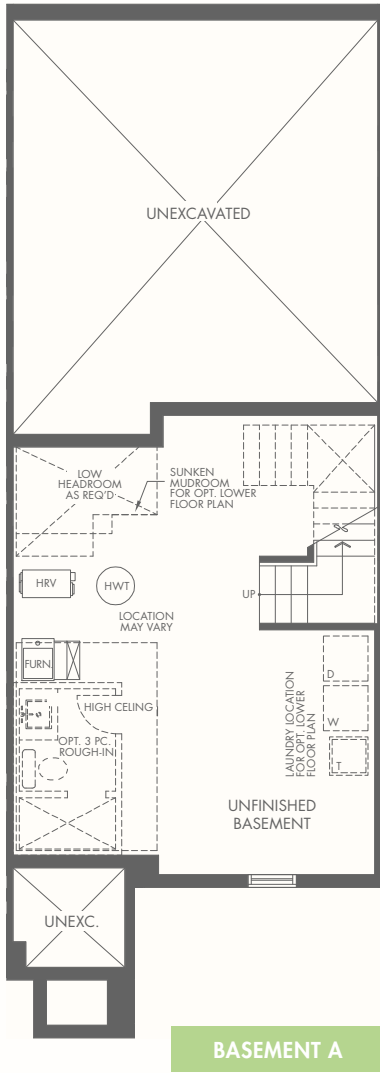 UNEXCAVATED
LOW
HEADROOM
AS REQ'D
SUNKEN
MUDROOM
FOR OPT. LOWER
FLOOR PLAN
HRV
HWT
LOCATION
MAY VARY
UP
FURN.
HIGH CELING
OPT. 3 PC.
ROUGH-IN
LAUNDRY LOCATION
FOR OPT. LOWER
FLOOR PLAN
D
W
T
UNFINISHED
BASEMENT
UNEXC.
BASEMENT A